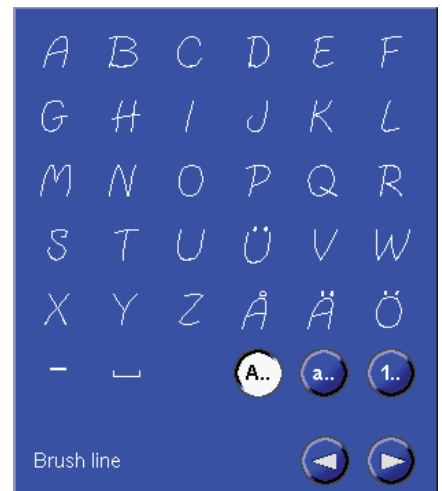 A B C D E F
G H I J K L
M N O P Q R
S T U Ü V W
X Y Z Å Ä Ö
– ⎵ A.. a.. 1..
Brush line